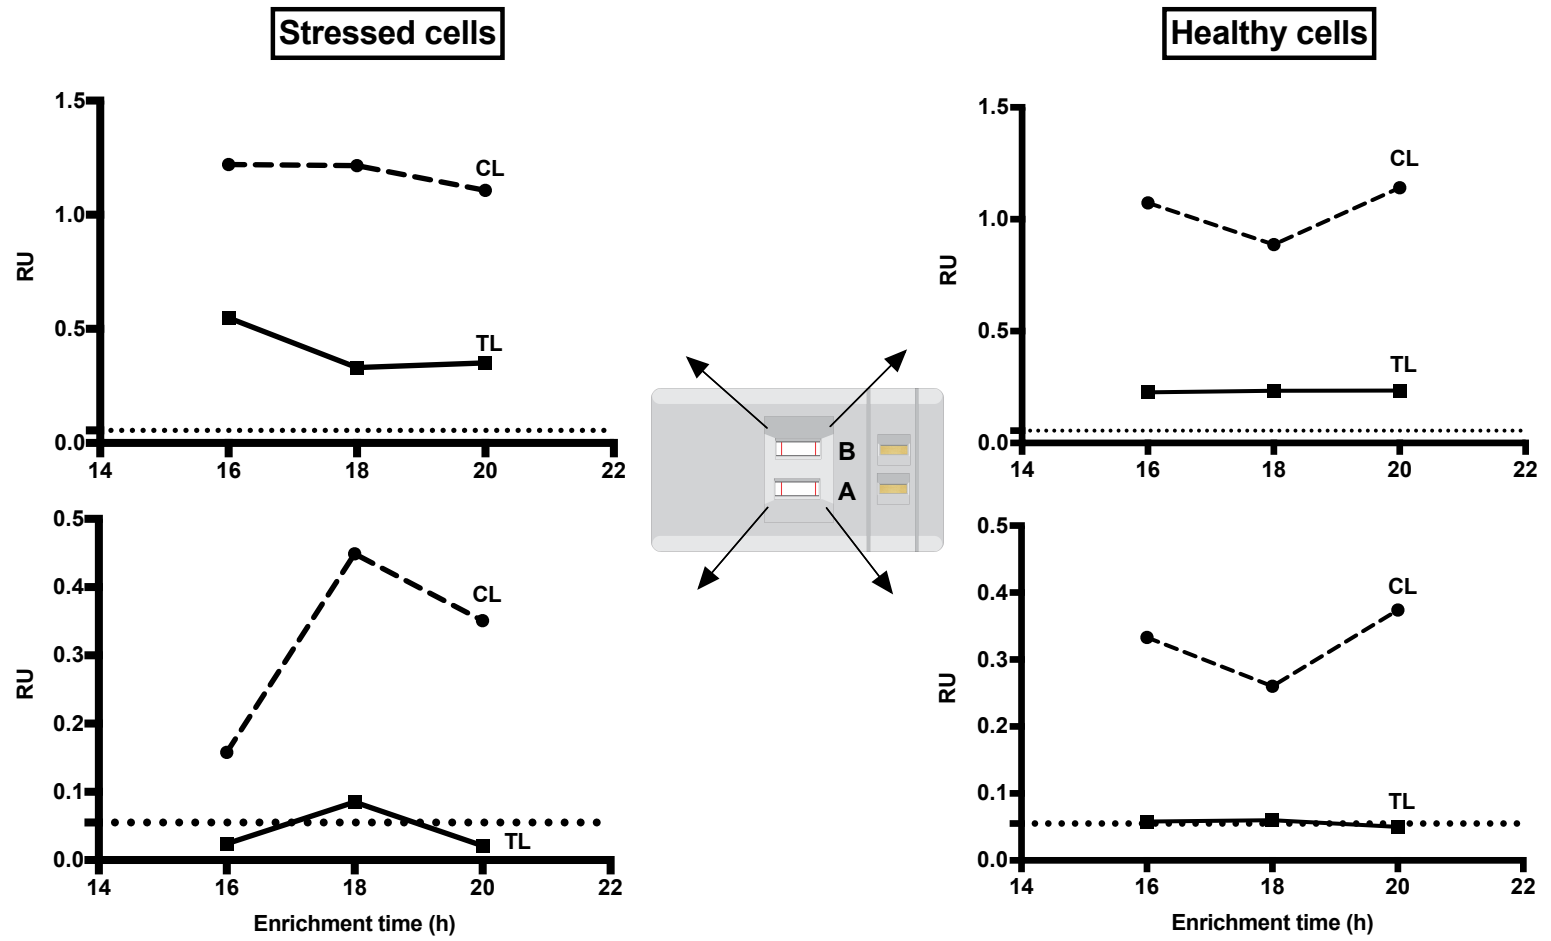 Stressed cells
Healthy cells
1.5
1.0
0.5
0.0
RU
CL
TL
14 16 18 20 22
1.5
1.0
0.5
0.0
RU
CL
TL
14 16 18 20 22
B
A
0.5
0.4
0.3
0.2
0.1
0.0
RU
CL
TL
14 16 18 20 22
Enrichment time (h)
0.5
0.4
0.3
0.2
0.1
0.0
RU
CL
TL
14 16 18 20 22
Enrichment time (h)